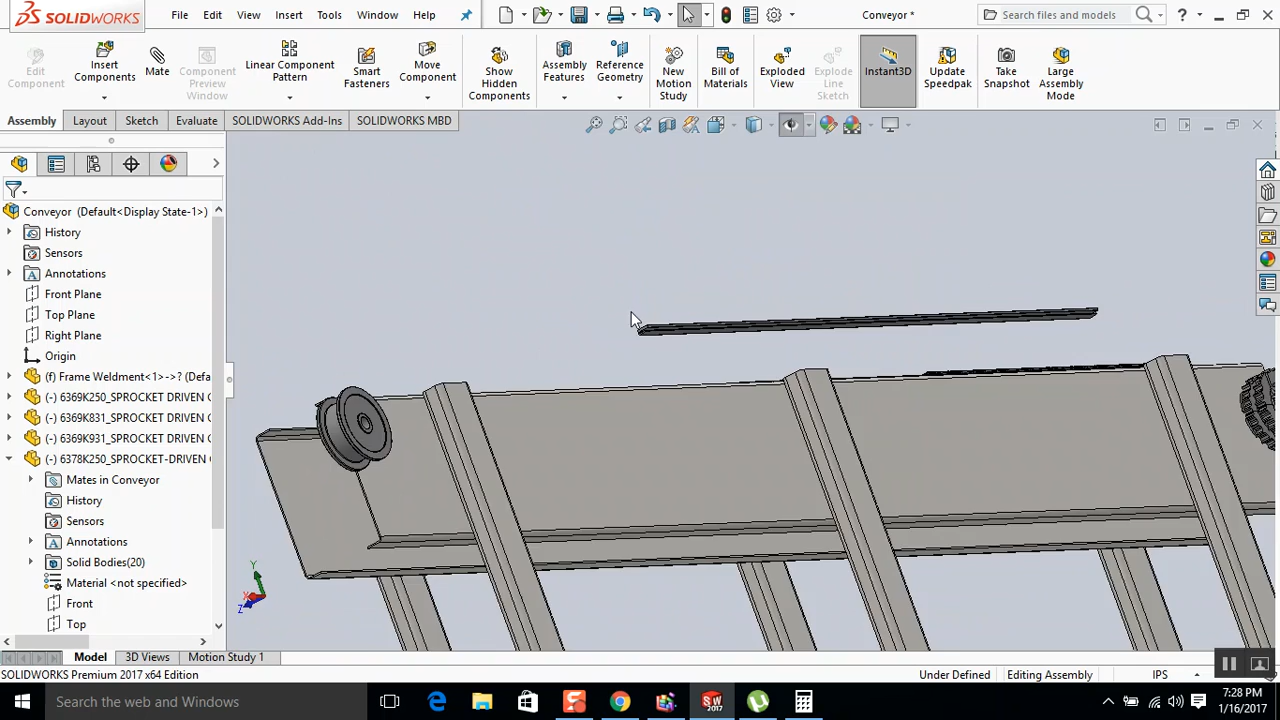 SOLIDWORKS File Edit View Insert Tools Window Help Conveyor * Search files and models ?
Edit Component
Insert Components
Mate
Component Preview Window
Linear Component Pattern
Smart Fasteners
Move Component
Show Hidden Components
Assembly Features
Reference Geometry
New Motion Study
Bill of Materials
Exploded View
Explode Line Sketch
Instant3D
Update Speedpak
Take Snapshot
Large Assembly Mode
Assembly Layout Sketch Evaluate SOLIDWORKS Add-Ins SOLIDWORKS MBD
Conveyor (Default<Display State-1>)
History
Sensors
Annotations
Front Plane
Top Plane
Right Plane
Origin
(f) Frame Weldment<1>->? (Defa
(-) 6369K250_SPROCKET DRIVEN
(-) 6369K831_SPROCKET DRIVEN
(-) 6369K931_SPROCKET DRIVEN
(-) 6378K250_SPROCKET-DRIVEN
Mates in Conveyor
History
Sensors
Annotations
Solid Bodies(20)
Material <not specified>
Front
Top
Y
X
Z
Model 3D Views Motion Study 1
SOLIDWORKS Premium 2017 x64 Edition Under Defined Editing Assembly IPS
Search the web and Windows
7:28 PM
1/16/2017